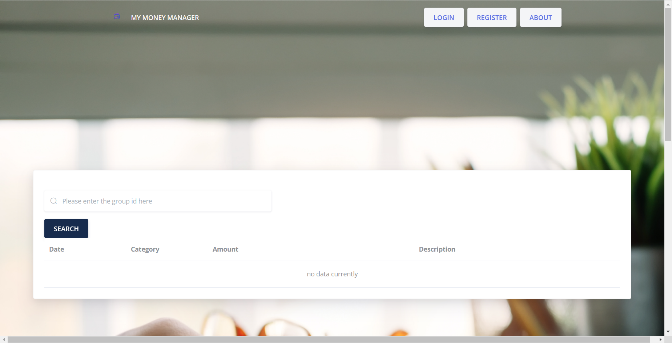 MY MONEY MANAGER LOGIN REGISTER ABOUT
Please enter the group id here
SEARCH
Date Category Amount Description
no data currently